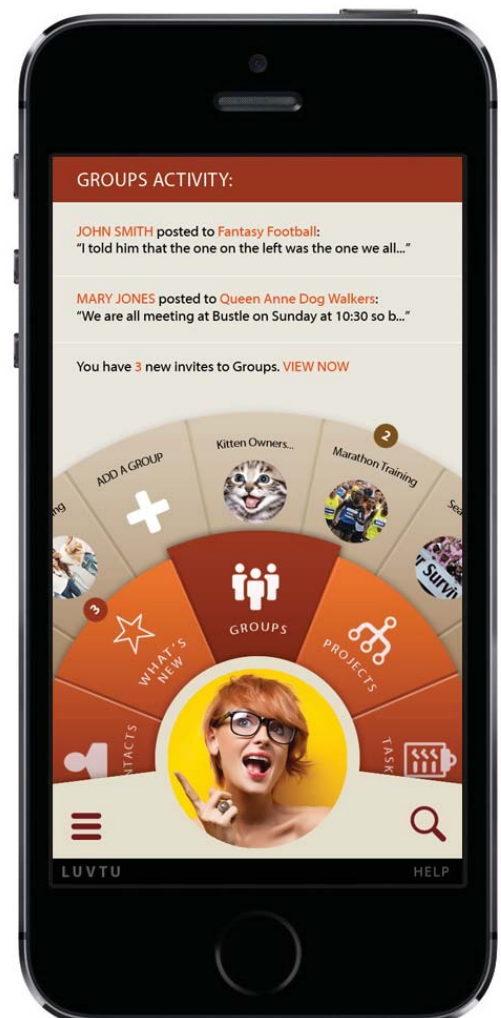 GROUPS ACTIVITY:
JOHN SMITH posted to Fantasy Football:
"I told him that the one on the left was the one we all..."
MARY JONES posted to Queen Anne Dog Walkers:
"We are all meeting at Bustle on Sunday at 10:30 so b..."
You have 3 new invites to Groups. VIEW NOW
ADD A GROUP
Kitten Owners...
2
Marathon Training
3
WHAT'S
NEW
GROUPS
PROJECTS
LUVTU
HELP